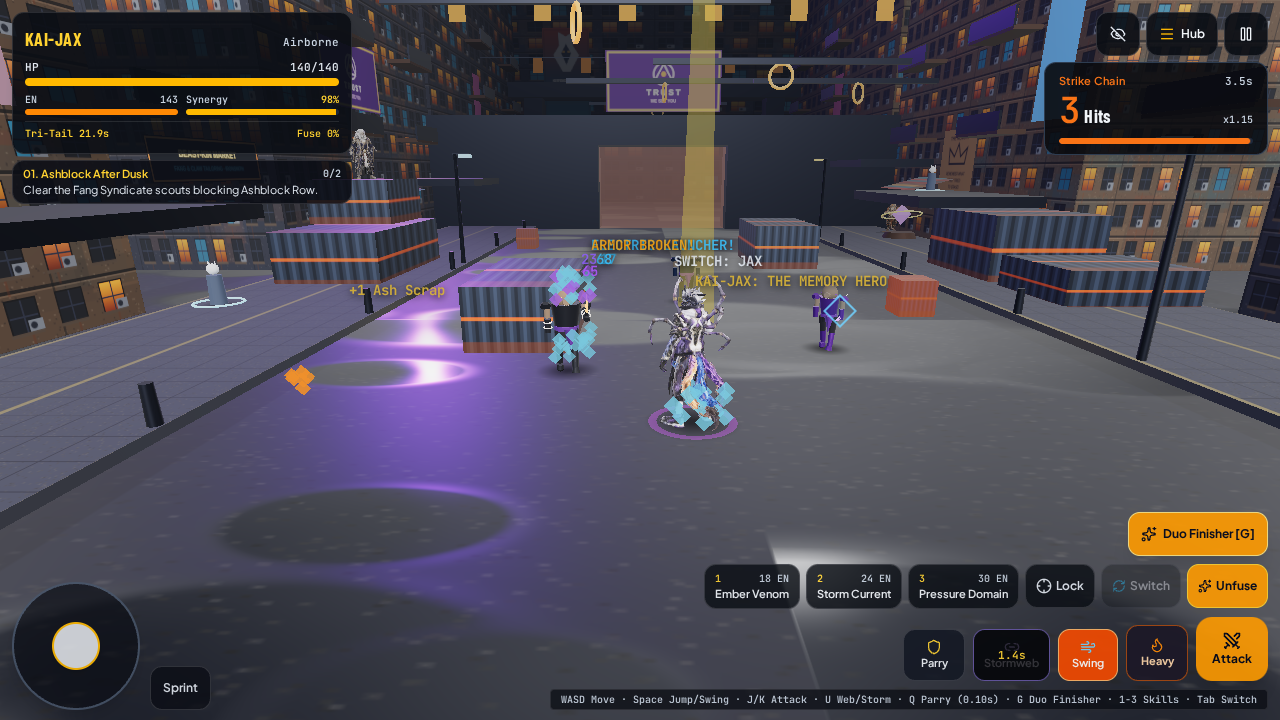 KAI-JAX
Airborne
HP 140/140
EN 143 Synergy 98%
Tri-Tail 21.9s Fuse 0%
01. Ashblock After Dusk 0/2
Clear the Fang Syndicate scouts blocking Ashblock Row.
Hub
Strike Chain 3.5s
3 Hits x1.15
TRUST
SWITCH: JAX
KAI-JAX: THE MEMORY HERO
+1 Ash Scrap
Duo Finisher [G]
1 18 EN
Ember Venom
2 24 EN
Storm Current
3 30 EN
Pressure Domain
Lock
Switch
Unfuse
Parry
1.4s
Stormweb
Swing
Heavy
Attack
Sprint
WASD Move · Space Jump/Swing · J/K Attack · U Web/Storm · Q Parry (0.10s) · G Duo Finisher · 1-3 Skills · Tab Switch